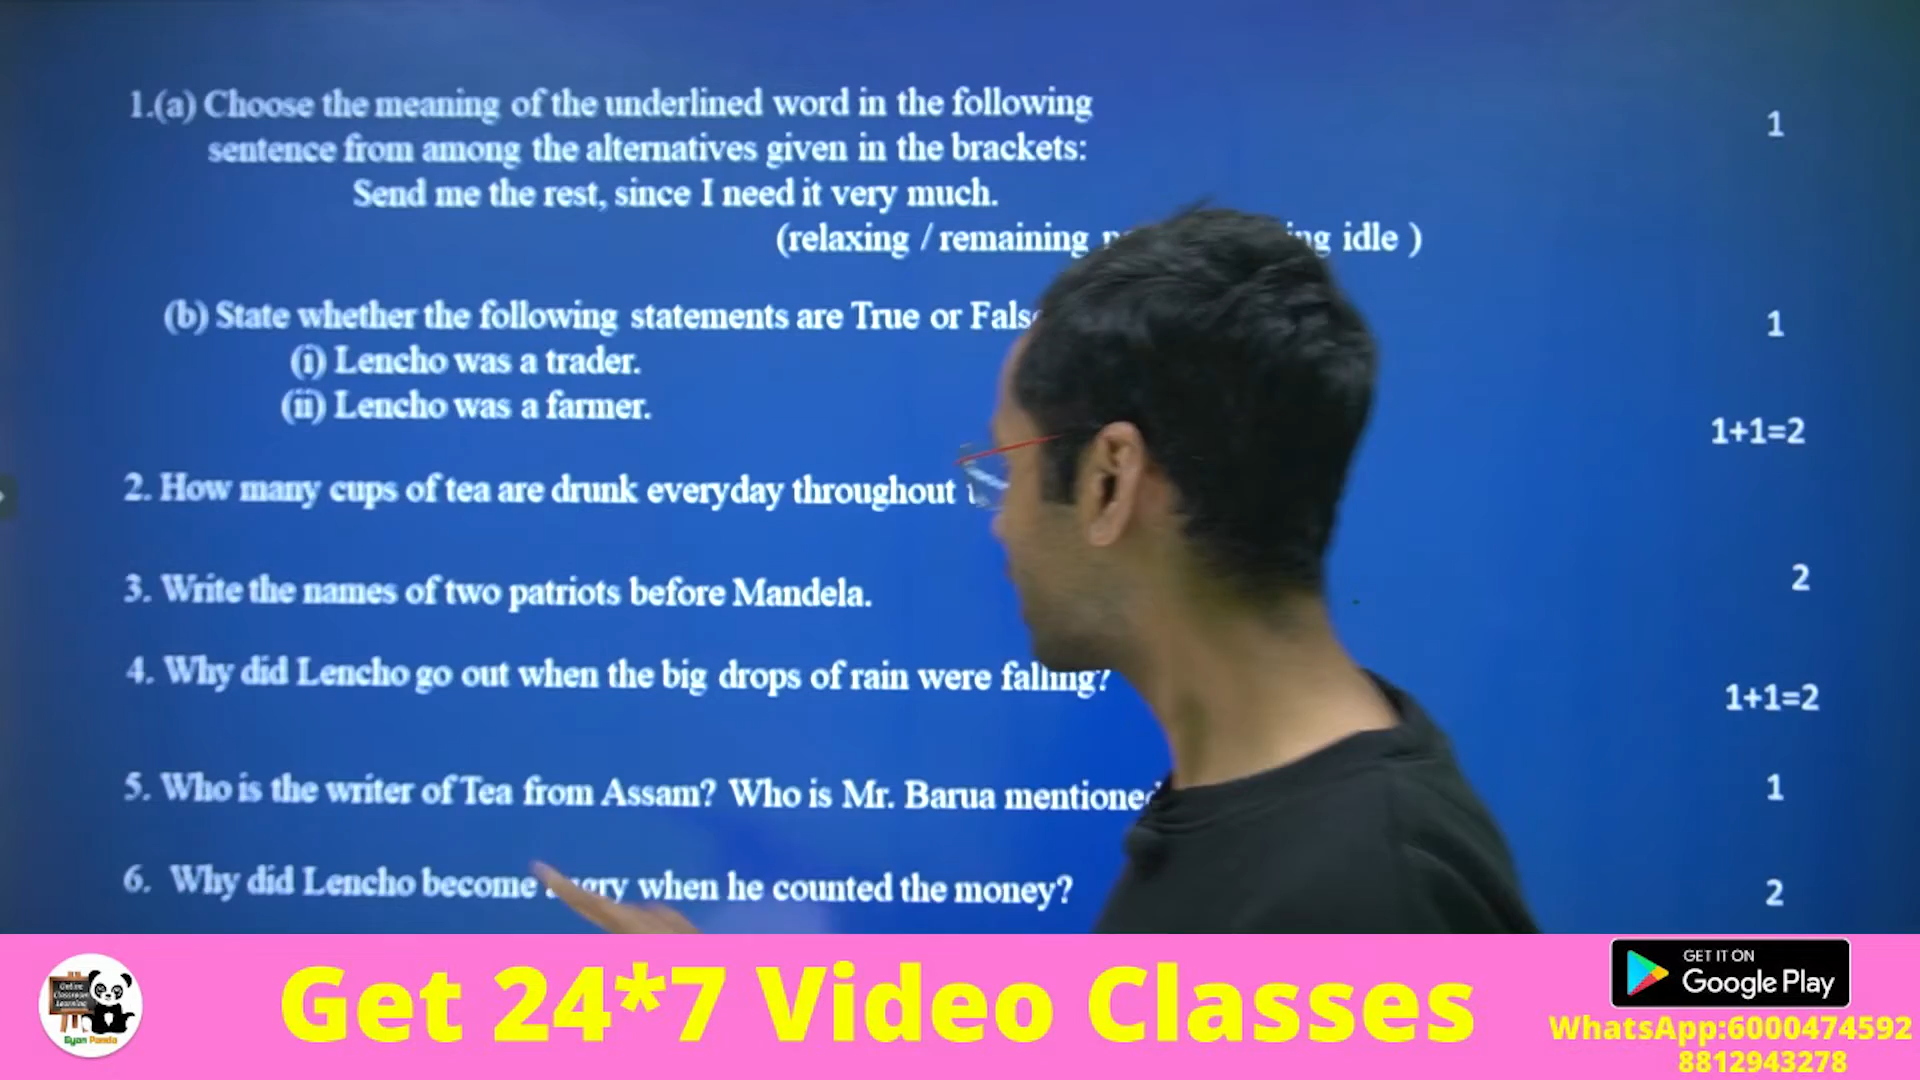 1.(a) Choose the meaning of the underlined word in the following
1
sentence from among the alternatives given in the brackets:
Send me the rest, since I need it very much.
(relaxing / remaining idle )
(b) State whether the following statements are True or
1
(i) Lencho was a trader.
(ii) Lencho was a farmer.
1+1=2
2. How many cups of tea are drunk everyday throughout
3. Write the names of two patriots before Mandela.
2
4. Why did Lencho go out when the big drops of rain were falling?
1+1=2
5. Who is the writer of Tea from Assam? Who is Mr. Barua
1
6. Why did Lencho become when he counted the money?
2
Online
Classroom
Learning
Gyan Panda
Get 24*7 Video Classes
GET IT ON
Google Play
WhatsApp:6000474592
8812943278